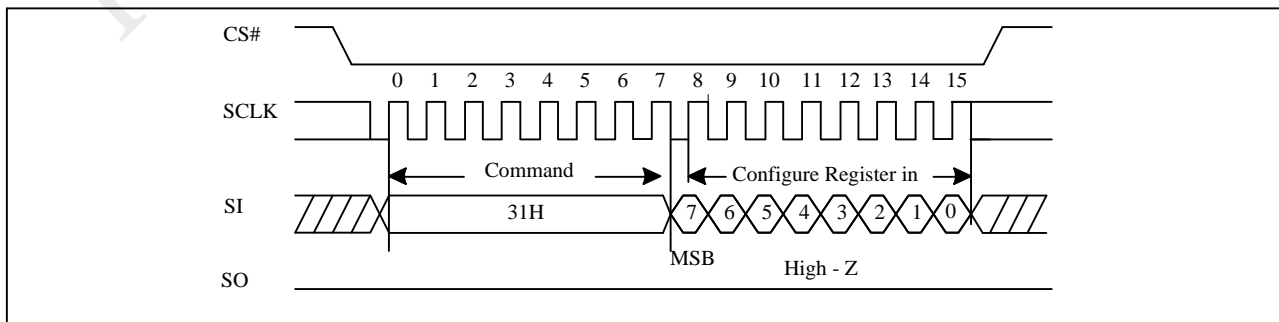 CS#
0 1 2 3 4 5 6 7 8 9 10 11 12 13 14 15
SCLK
Command Configure Register in
SI 31H 7 6 5 4 3 2 1 0
MSB High - Z
SO